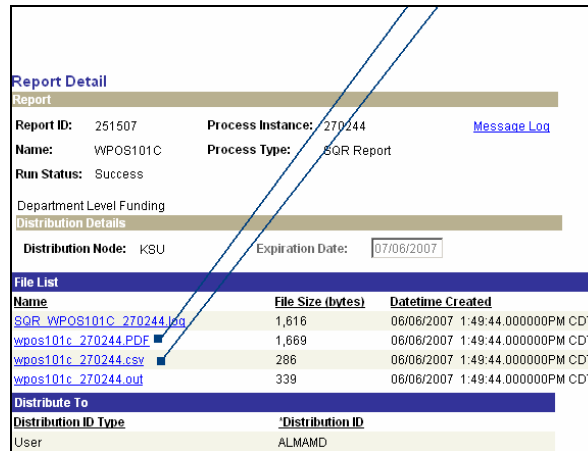 Report Detail
Report
Report ID: 251507 Process Instance: 270244 Message Log
Name: WPOS101C Process Type: SQR Report
Run Status: Success
Department Level Funding
Distribution Details
Distribution Node: KSU Expiration Date: 07/06/2007
File List
Name File Size (bytes) Datetime Created
SQR_WPOS101C_270244.log 1,616 06/06/2007 1:49:44.000000PM CDT
wpos101c_270244.PDF 1,669 06/06/2007 1:49:44.000000PM CDT
wpos101c_270244.csv 286 06/06/2007 1:49:44.000000PM CDT
wpos101c_270244.out 339 06/06/2007 1:49:44.000000PM CDT
Distribute To
Distribution ID Type *Distribution ID
User ALMAMD